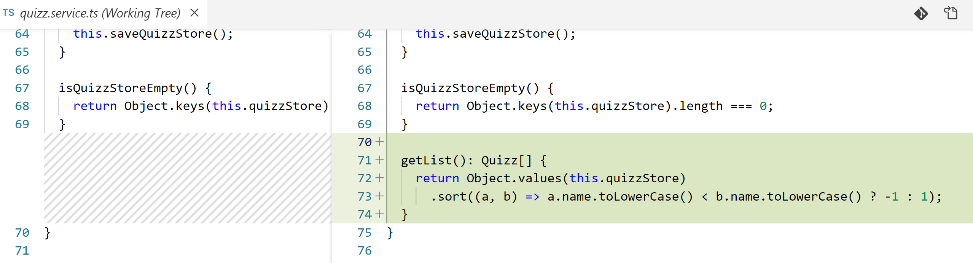 TS quizz.service.ts (Working Tree) ×
64 this.saveQuizzStore();
65 }
66
67 isQuizzStoreEmpty() {
68 return Object.keys(this.quizzStore)
69 }
70 }
71
64 this.saveQuizzStore();
65 }
66
67 isQuizzStoreEmpty() {
68 return Object.keys(this.quizzStore).length === 0;
69 }
70+
71+ getList(): Quizz[] {
72+ return Object.values(this.quizzStore)
73+ .sort((a, b) => a.name.toLowerCase() < b.name.toLowerCase() ? -1 : 1);
74+ }
75 }
76